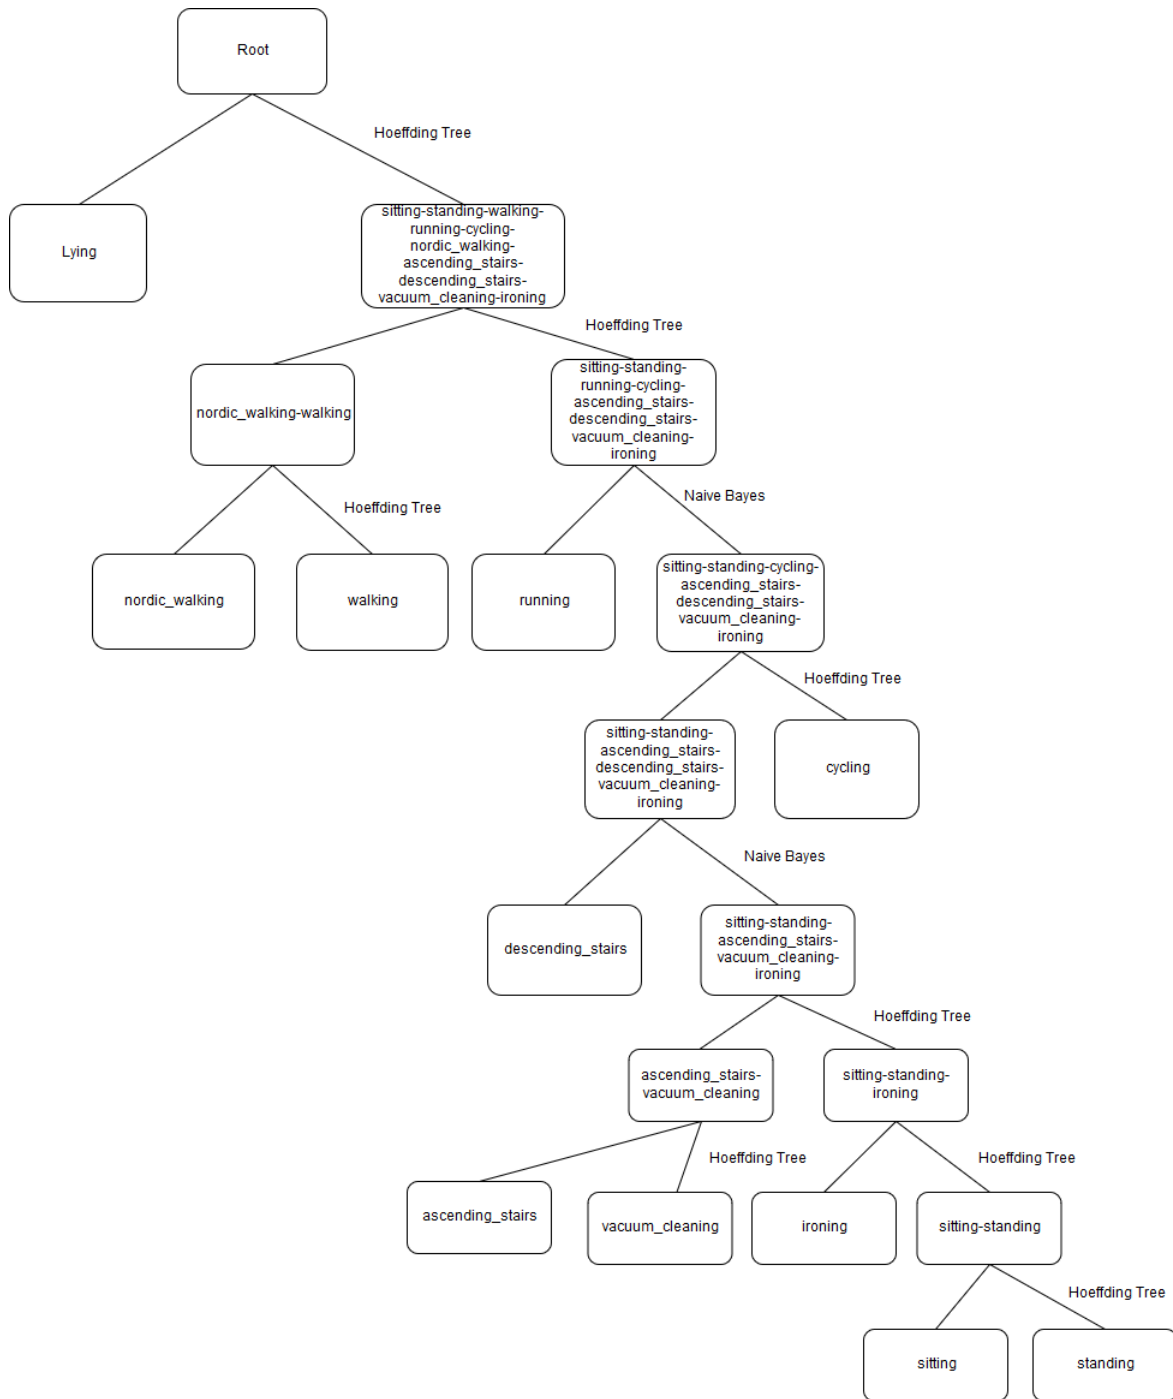 Root
Hoeffding Tree
Lying
sitting-standing-walking-
running-cycling-
nordic_walking-
ascending_stairs-
descending_stairs-
vacuum_cleaning-ironing
Hoeffding Tree
nordic_walking-walking
sitting-standing-
running-cycling-
ascending_stairs-
descending_stairs-
vacuum_cleaning-
ironing
Hoeffding Tree
Naive Bayes
nordic_walking
walking
running
sitting-standing-cycling-
ascending_stairs-
descending_stairs-
vacuum_cleaning-
ironing
Hoeffding Tree
sitting-standing-
ascending_stairs-
descending_stairs-
vacuum_cleaning-
ironing
cycling
Naive Bayes
descending_stairs
sitting-standing-
ascending_stairs-
vacuum_cleaning-
ironing
Hoeffding Tree
ascending_stairs-
vacuum_cleaning
sitting-standing-
ironing
Hoeffding Tree
Hoeffding Tree
ascending_stairs
vacuum_cleaning
ironing
sitting-standing
Hoeffding Tree
sitting
standing